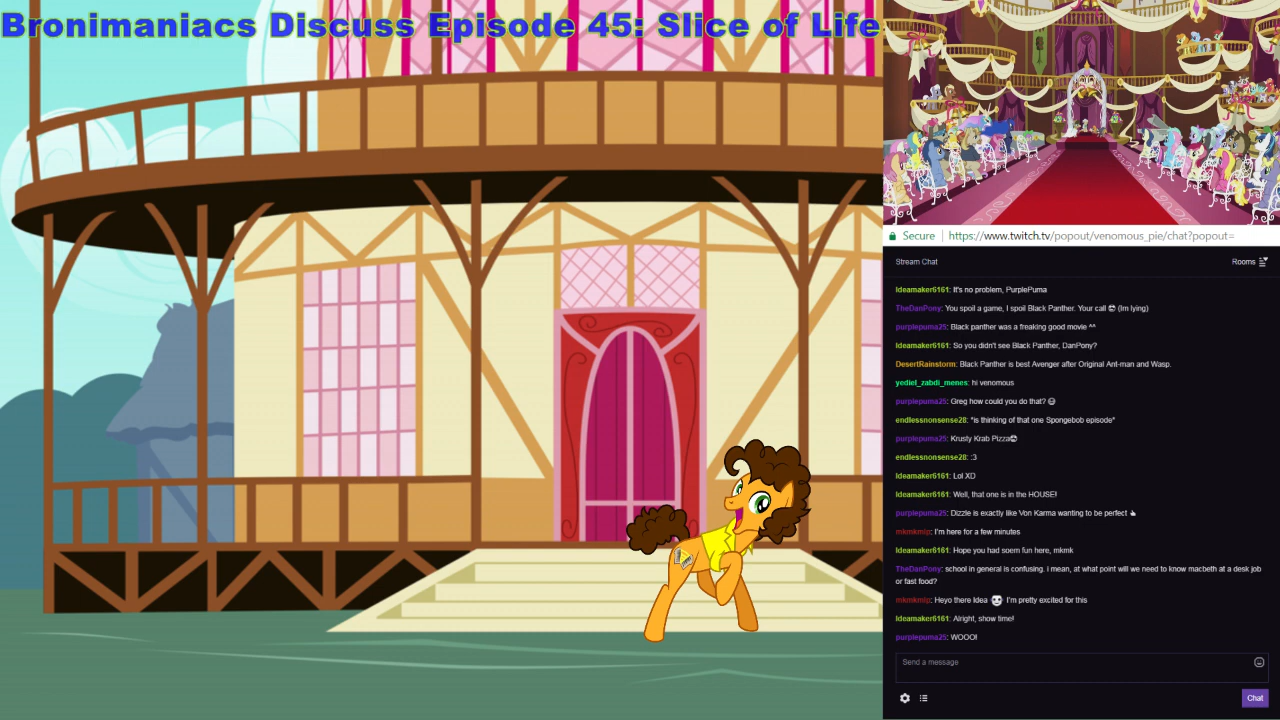 Bronimaniacs Discuss Episode 45: Slice of Life
Secure | https://www.twitch.tv/popout/venomous_pie/chat?popout=
Stream Chat
Rooms
Ideamaker6161: It's no problem, PurplePuma
TheDanPony: You spoil a game, I spoil Black Panther. Your call (Im lying)
purplepuma25: Black panther was a freaking good movie ^^
Ideamaker6161: So you didn't see Black Panther, DanPony?
DesertRainstorm: Black Panther is best Avenger after Original Ant-man and Wasp.
yediel_zabdi_menes: hi venomous
purplepuma25: Greg how could you do that?
endlessnonsense28: *is thinking of that one Spongebob episode*
purplepuma25: Krusty Krab Pizza
endlessnonsense28: :3
Ideamaker6161: Lol XD
Ideamaker6161: Well, that one is in the HOUSE!
purplepuma25: Dizzle is exactly like Von Karma wanting to be perfect
mkmkmlp: I'm here for a few minutes
Ideamaker6161: Hope you had soem fun here, mkmk
TheDanPony: school in general is confusing. i mean, at what point will we need to know macbeth at a desk job
or fast food?
mkmkmlp: Heyo there Idea I'm pretty excited for this
Ideamaker6161: Alright, show time!
purplepuma25: WOOO!
Send a message
Chat